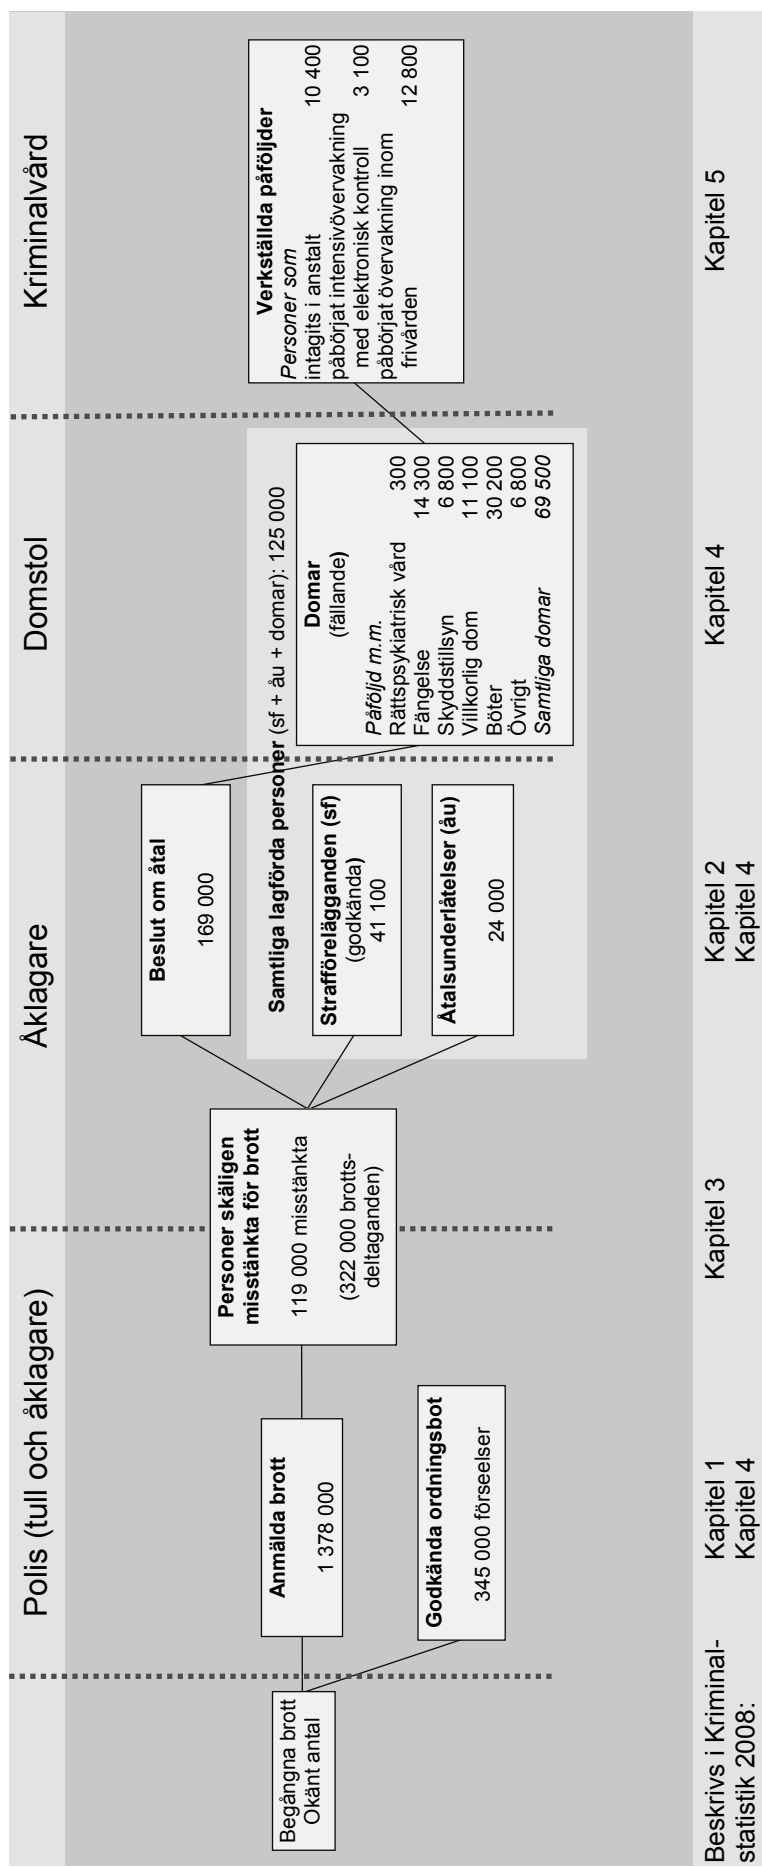 Polis (tull och åklagare)
Åklagare
Domstol
Kriminalvård
Begångna brott
Okänt antal
Anmälda brott
1 378 000
Godkända ordningsbot
345 000 förseelser
Personer skäligen
misstänkta för brott
119 000 misstänkta
(322 000 brotts-
deltaganden)
Beslut om åtal
169 000
Samtliga lagförda personer (sf + åu + domar): 125 000
Strafförelägganden (sf)
(godkända)
41 100
Åtalsunderlåtelser (åu)
24 000
Domar
(fällande)
Påföljd m.m.
Rättspsykiatrisk vård 300
Fängelse 14 300
Skyddstillsyn 6 800
Villkorlig dom 11 100
Böter 30 200
Övrigt 6 800
Samtliga domar 69 500
Verkställda påföljder
Personer som
intagits i anstalt 10 400
påbörjat intensivövervakning
med elektronisk kontroll 3 100
påbörjat övervakning inom
frivården 12 800
Beskrivs i Kriminal-
statistik 2008:
Kapitel 1
Kapitel 4
Kapitel 3
Kapitel 2
Kapitel 4
Kapitel 4
Kapitel 5